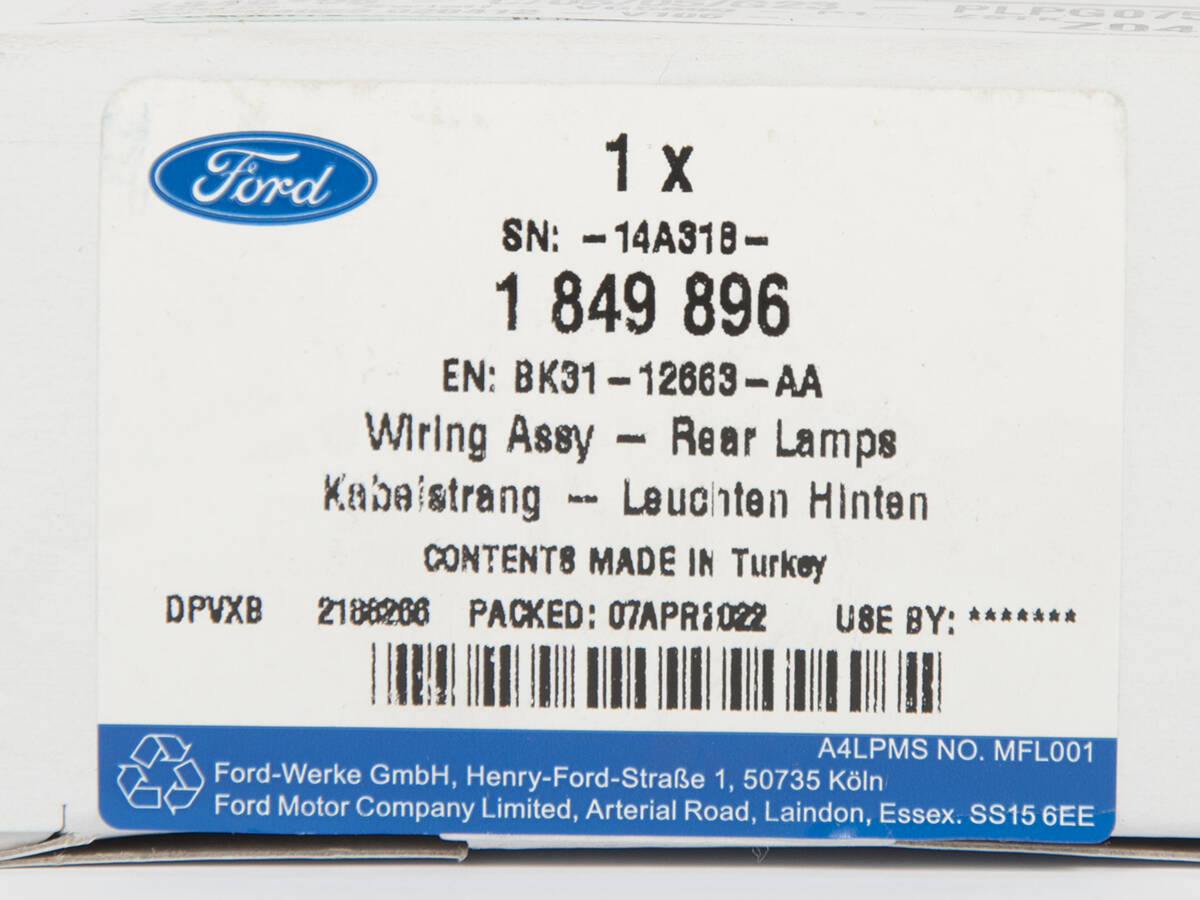 PLPG079
Z04
Ford
1 x
SN: -14A318-
1 849 896
EN: BK31-12663-AA
Wiring Assy - Rear Lamps
Kabelstrang - Leuchten Hinten
CONTENTS MADE IN Turkey
DPVXB 2186266 PACKED: 07APR2022 USE BY: *******
A4LPMS NO. MFL001
Ford-Werke GmbH, Henry-Ford-Straße 1, 50735 Köln
Ford Motor Company Limited, Arterial Road, Laindon, Essex. SS15 6EE